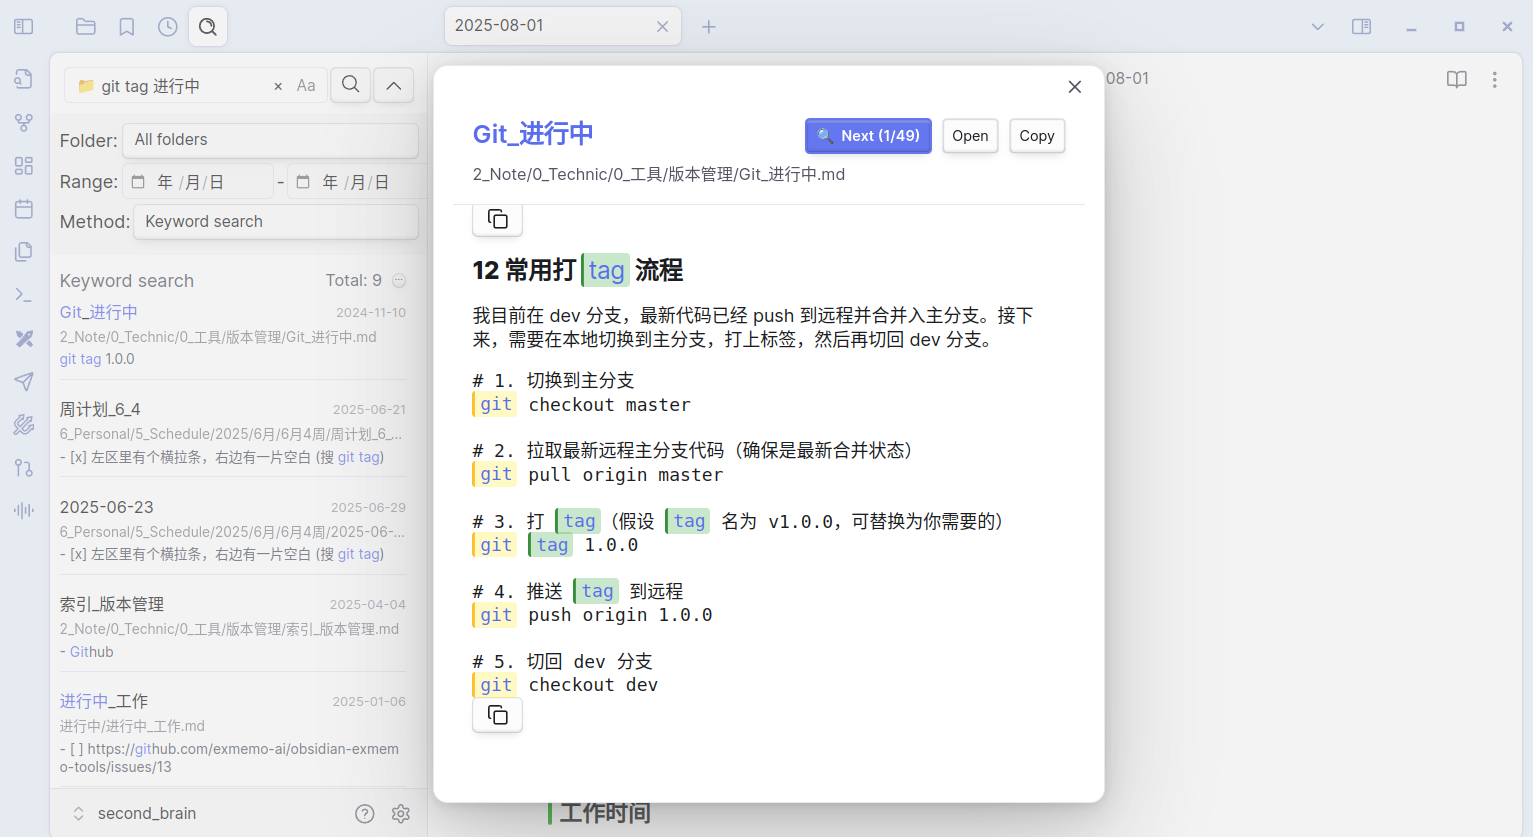 2025-08-01
git tag 进行中
Aa
Folder:
All folders
Range:
年 /月/日
-
年 /月/日
Method:
Keyword search
Keyword search
Total: 9
Git_进行中
2024-11-10
2_Note/0_Technic/0_工具/版本管理/Git_进行中.md
git tag 1.0.0
周计划_6_4
2025-06-21
6_Personal/5_Schedule/2025/6月/6月4周/周计划_6_...
- [x] 左区里有个横拉条，右边有一片空白 (搜 git tag)
2025-06-23
2025-06-29
6_Personal/5_Schedule/2025/6月/6月4周/2025-06-...
- [x] 左区里有个横拉条，右边有一片空白 (搜 git tag)
索引_版本管理
2025-04-04
2_Note/0_Technic/0_工具/版本管理/索引_版本管理.md
- Github
进行中_工作
2025-01-06
进行中/进行中_工作.md
- [ ] https://github.com/exmemo-ai/obsidian-exmem
o-tools/issues/13
second_brain
08-01
Git_进行中
Next (1/49)
Open
Copy
2_Note/0_Technic/0_工具/版本管理/Git_进行中.md
12 常用打 tag 流程
我目前在 dev 分支，最新代码已经 push 到远程并合并入主分支。接下
来，需要在本地切换到主分支，打上标签，然后再切回 dev 分支。
# 1. 切换到主分支
git checkout master
# 2. 拉取最新远程主分支代码（确保是最新合并状态）
git pull origin master
# 3. 打 tag（假设 tag 名为 v1.0.0，可替换为你需要的）
git tag 1.0.0
# 4. 推送 tag 到远程
git push origin 1.0.0
# 5. 切回 dev 分支
git checkout dev
工作时间